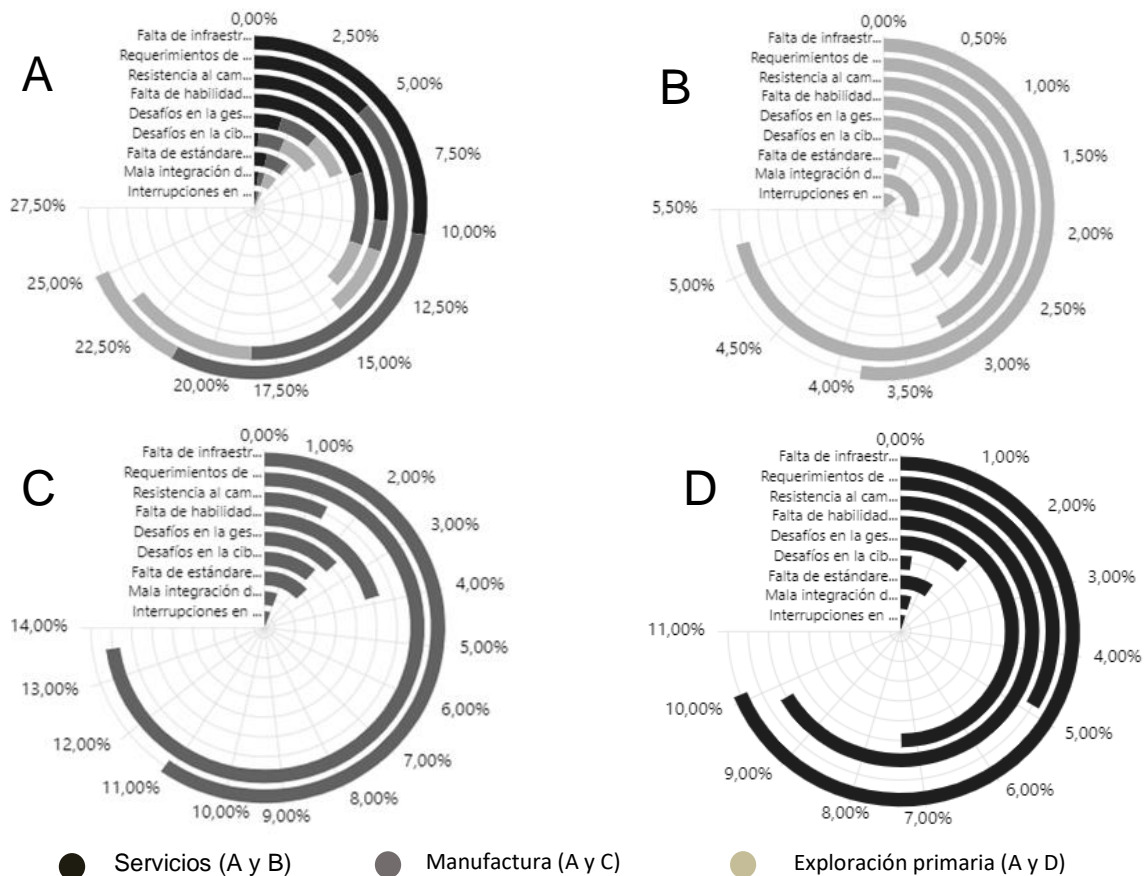 A
0,00%
2,50%
5,00%
7,50%
10,00%
12,50%
15,00%
17,50%
20,00%
22,50%
25,00%
27,50%
Falta de infraestr...
Requerimientos de ...
Resistencia al cam...
Falta de habilidad...
Desafíos en la ges...
Desafíos en la cib...
Falta de estándare...
Mala integración d...
Interrupciones en ...
B
0,00%
0,50%
1,00%
1,50%
2,00%
2,50%
3,00%
3,50%
4,00%
4,50%
5,00%
5,50%
Falta de infraestr...
Requerimientos de ...
Resistencia al cam...
Falta de habilidad...
Desafíos en la ges...
Desafíos en la cib...
Falta de estándare...
Mala integración d...
Interrupciones en ...
C
0,00%
1,00%
2,00%
3,00%
4,00%
5,00%
6,00%
7,00%
8,00%
9,00%
10,00%
11,00%
12,00%
13,00%
14,00%
Falta de infraestr...
Requerimientos de ...
Resistencia al cam...
Falta de habilidad...
Desafíos en la ges...
Desafíos en la cib...
Falta de estándare...
Mala integración d...
Interrupciones en ...
D
0,00%
1,00%
2,00%
3,00%
4,00%
5,00%
6,00%
7,00%
8,00%
9,00%
10,00%
11,00%
Falta de infraestr...
Requerimientos de ...
Resistencia al cam...
Falta de habilidad...
Desafíos en la ges...
Desafíos en la cib...
Falta de estándare...
Mala integración d...
Interrupciones en ...
Servicios (A y B)
Manufactura (A y C)
Exploración primaria (A y D)